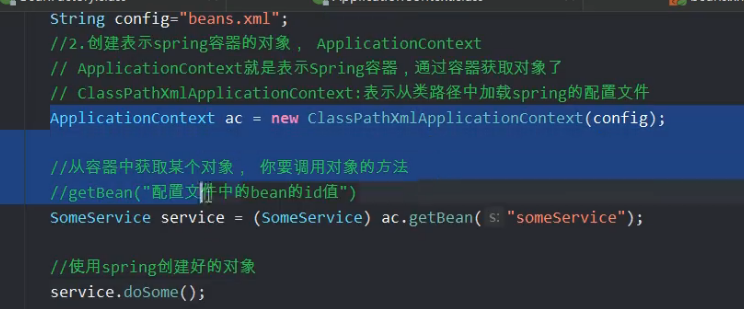 String config="beans.xml";
//2.创建表示spring容器的对象， ApplicationContext
// ApplicationContext就是表示Spring容器，通过容器获取对象了
// ClassPathXmlApplicationContext:表示从类路径中加载spring的配置文件
ApplicationContext ac = new ClassPathXmlApplicationContext(config);
//从容器中获取某个对象， 你要调用对象的方法
//getBean("配置文件中的bean的id值")
SomeService service = (SomeService) ac.getBean( s: "someService");
//使用spring创建好的对象
service.doSome();